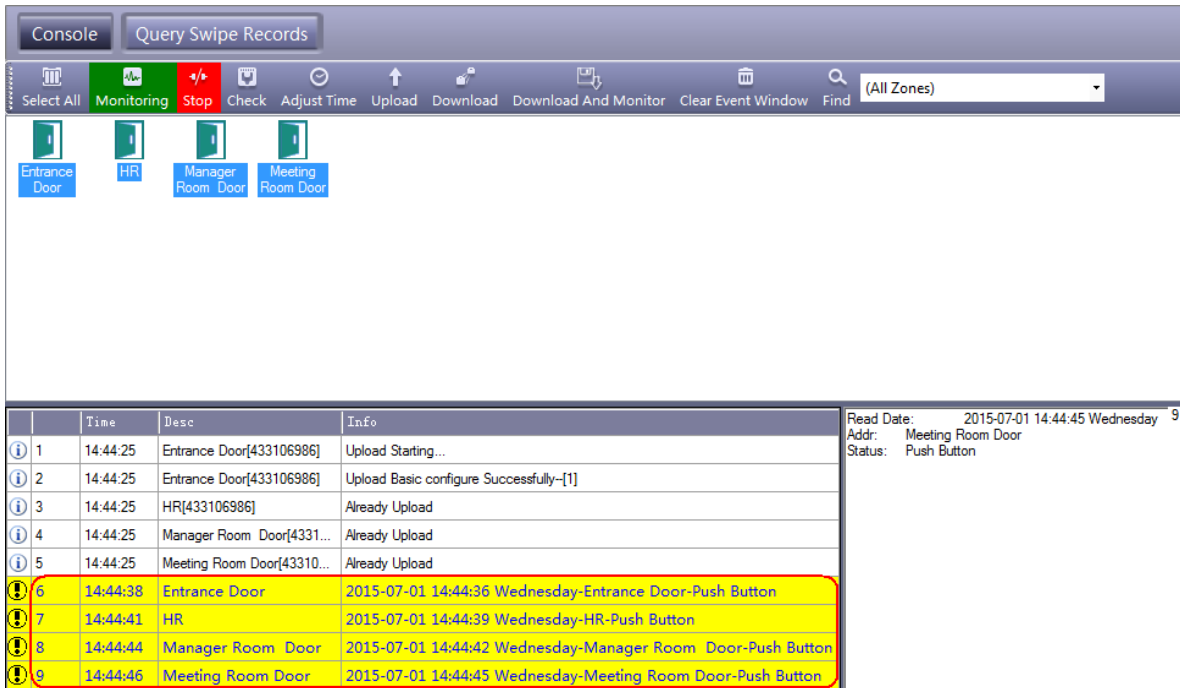 Console Query Swipe Records
Select All Monitoring Stop Check Adjust Time Upload Download Download And Monitor Clear Event Window Find (All Zones)
Entrance Door
HR
Manager Room Door
Meeting Room Door
Time Desc Info
1 14:44:25 Entrance Door[433106986] Upload Starting...
2 14:44:25 Entrance Door[433106986] Upload Basic configure Successfully--[1]
3 14:44:25 HR[433106986] Already Upload
4 14:44:25 Manager Room Door[4331... Already Upload
5 14:44:25 Meeting Room Door[43310... Already Upload
6 14:44:38 Entrance Door 2015-07-01 14:44:36 Wednesday-Entrance Door-Push Button
7 14:44:41 HR 2015-07-01 14:44:39 Wednesday-HR-Push Button
8 14:44:44 Manager Room Door 2015-07-01 14:44:42 Wednesday-Manager Room Door-Push Button
9 14:44:46 Meeting Room Door 2015-07-01 14:44:45 Wednesday-Meeting Room Door-Push Button
Read Date: 2015-07-01 14:44:45 Wednesday 9
Addr: Meeting Room Door
Status: Push Button